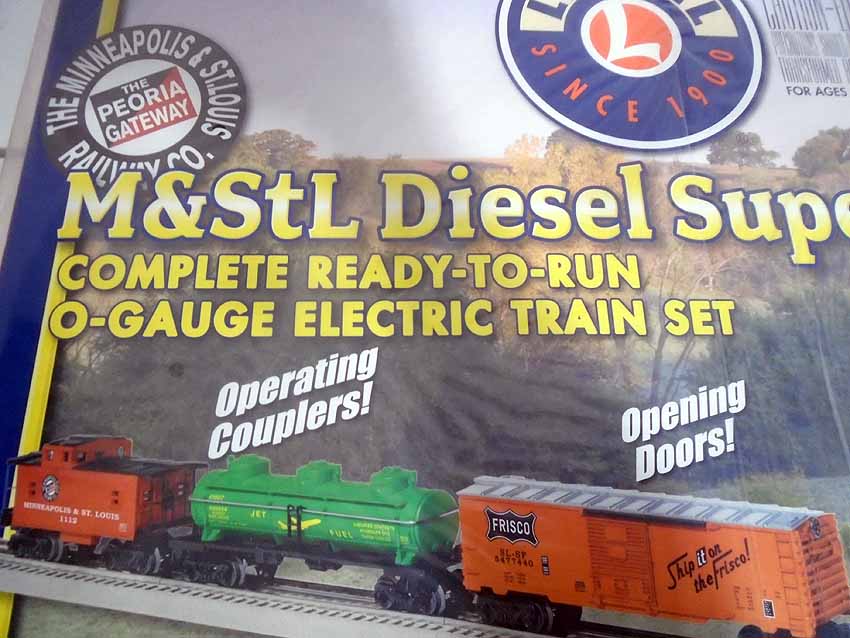 THE MINNEAPOLIS & ST. LOUIS
RAILWAY CO.
THE
PEORIA
GATEWAY
L
SINCE 1900
FOR AGES
M&StL Diesel Supe
COMPLETE READY-TO-RUN
O-GAUGE ELECTRIC TRAIN SET
Operating
Couplers!
Opening
Doors!
MINNEAPOLIS & ST. LOUIS
1112
JET
FUEL
FRISCO
SL-SF
5477440
Ship it on
the frisco!